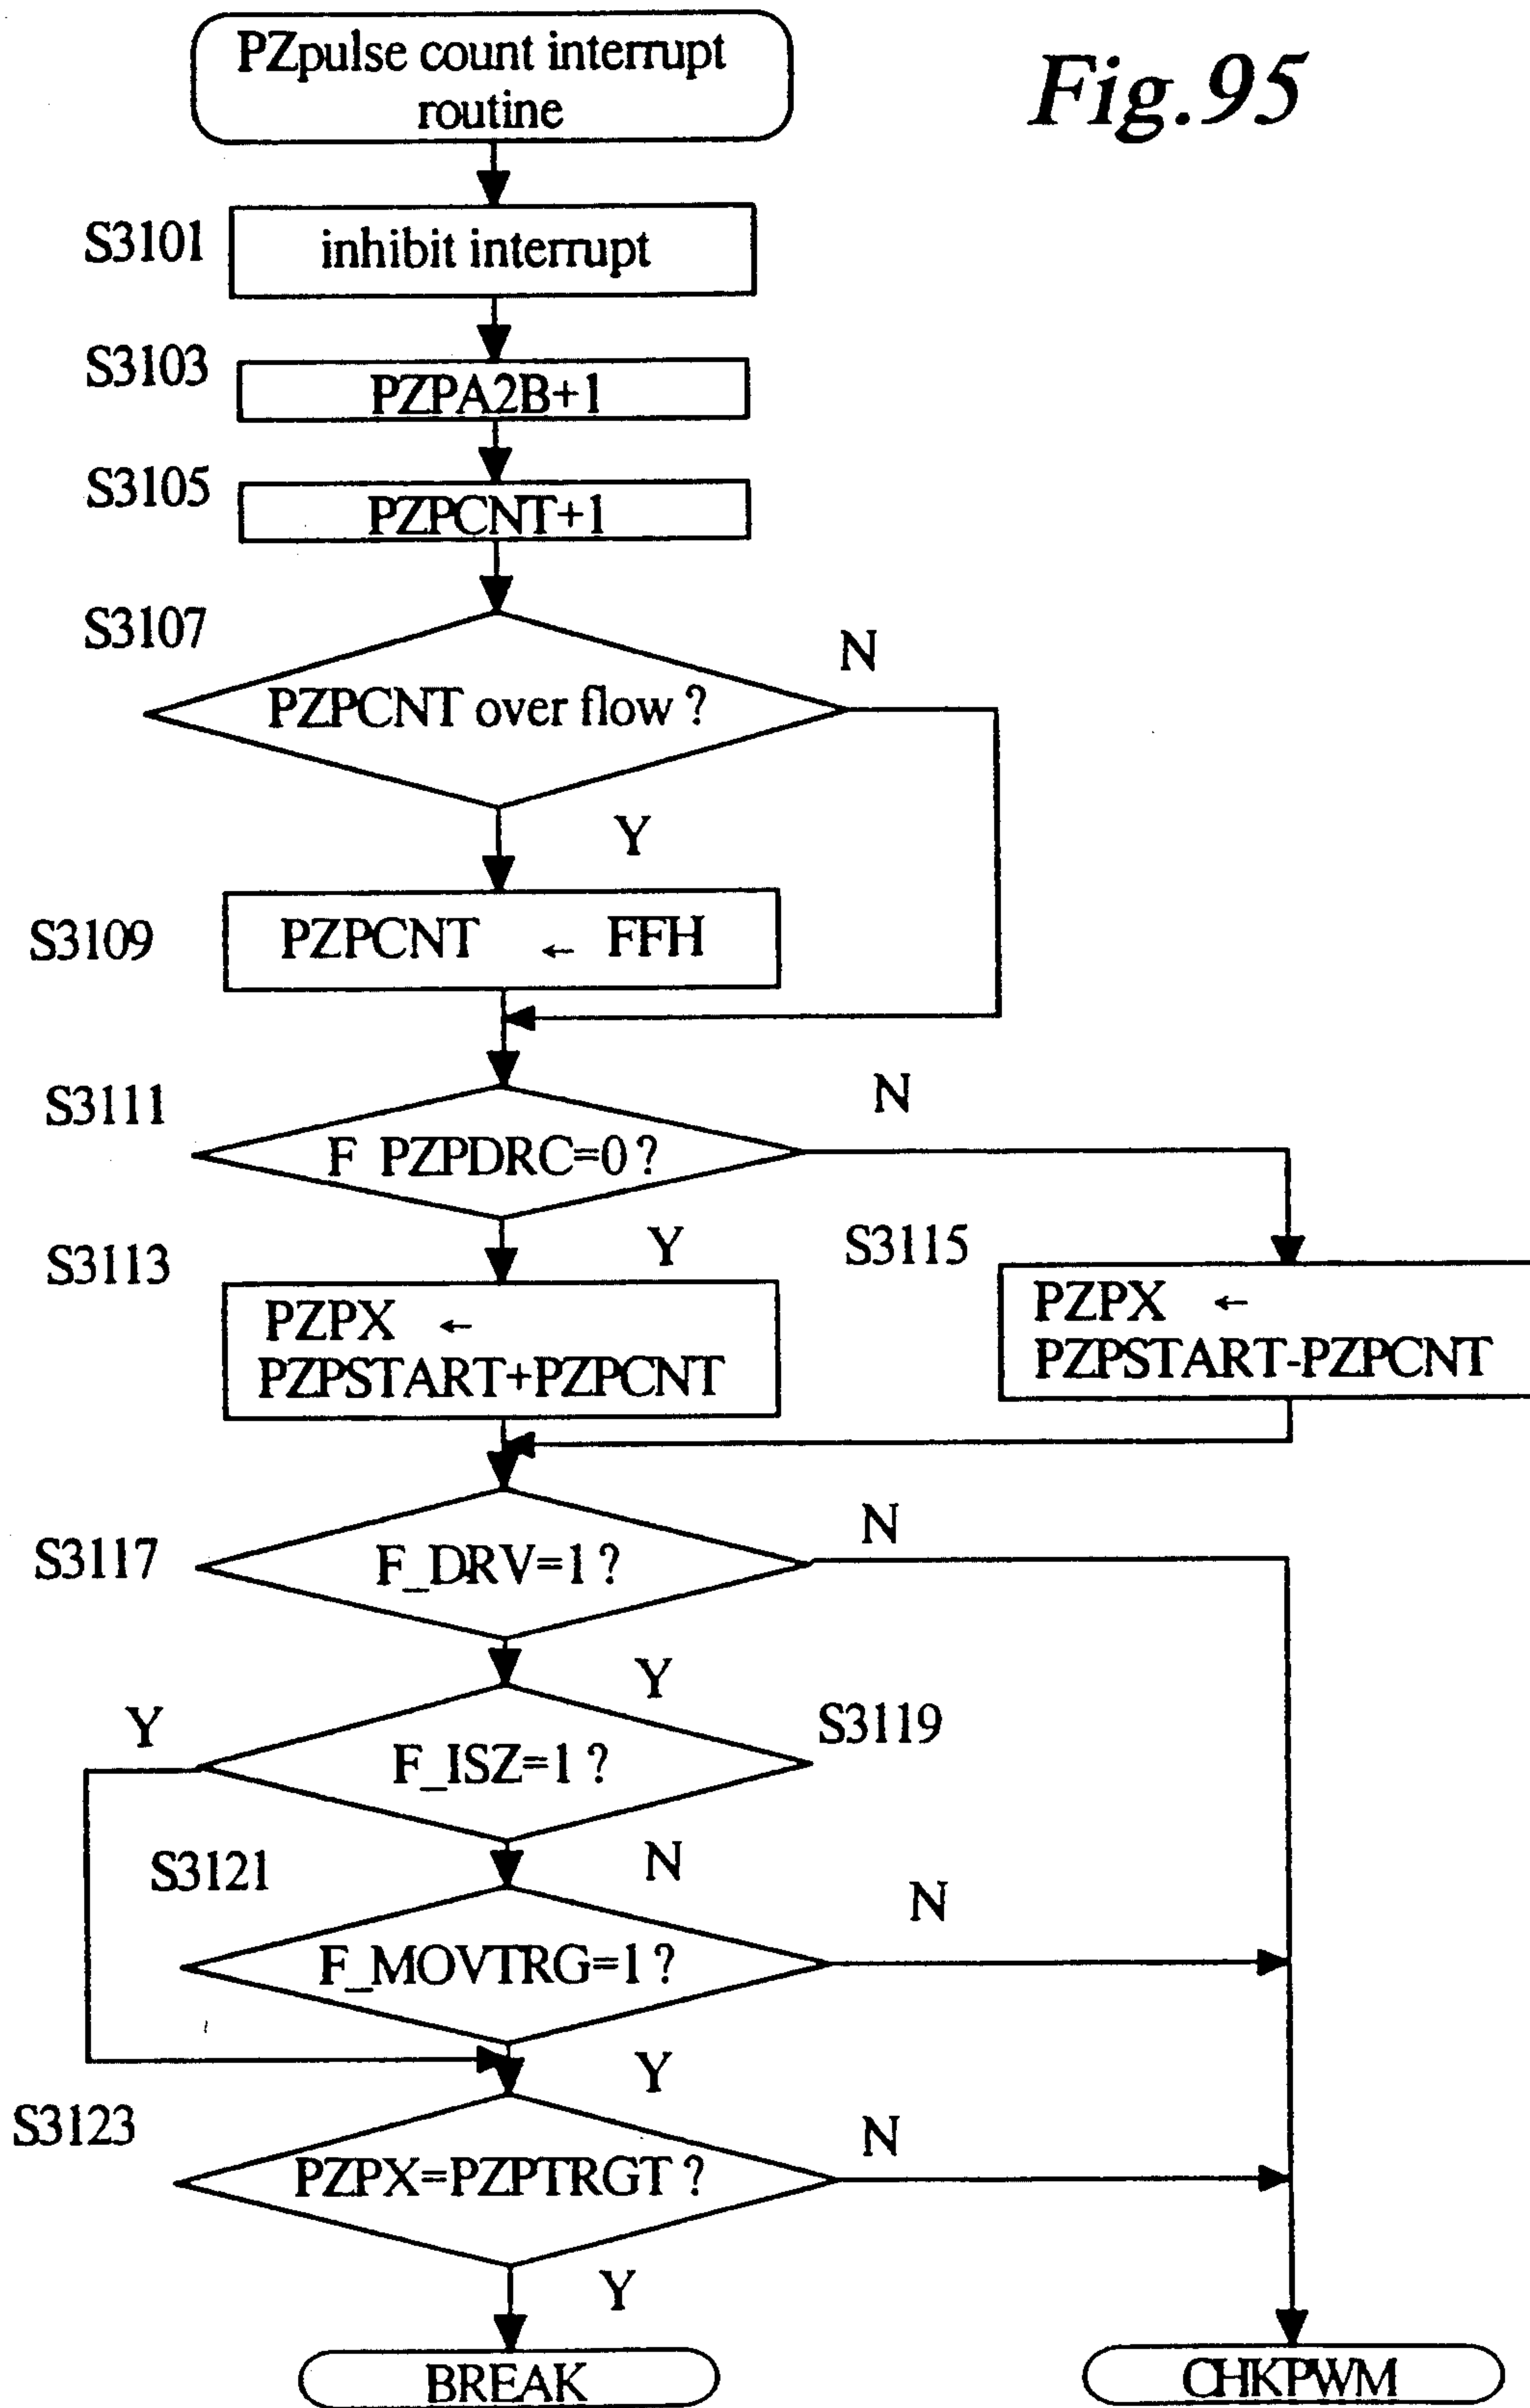 PZpulse count interrupt
routine
Fig.95
S3101
inhibit interrupt
S3103
PZPA2B+1
S3105
PZPCNT+1
S3107
N
PZPCNT over flow ?
Y
S3109
PZPCNT ← FFH
S3111
N
F PZPDRC=0 ?
S3113
Y
S3115
PZPX ←
PZPSTART+PZPCNT
PZPX ←
PZPSTART-PZPCNT
S3117
N
F_DRV=1 ?
Y
Y
S3119
F_ISZ=1 ?
S3121
N
N
F_MOVTRG=1 ?
Y
S3123
N
PZPX=PZPTRGT ?
Y
BREAK
CHKPWM